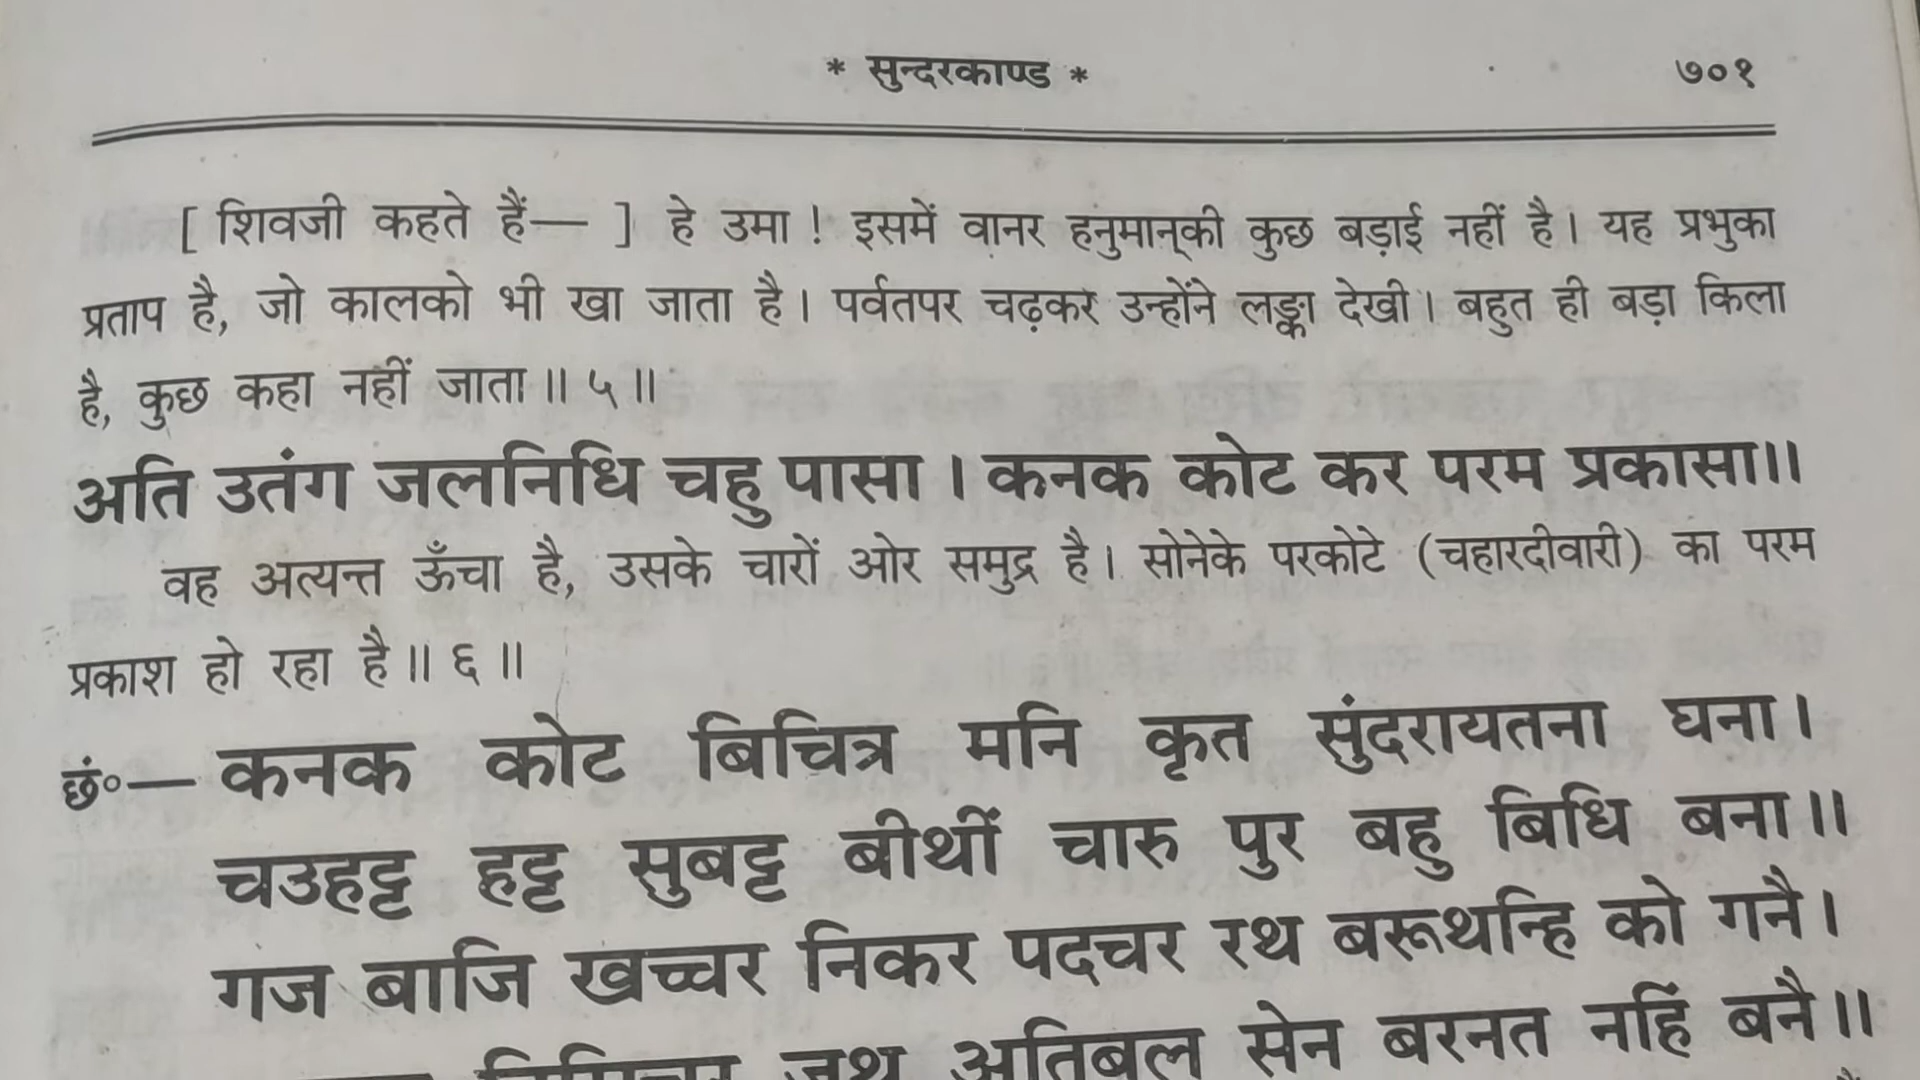 * सुन्दरकाण्ड * ७०१
[ शिवजी कहते हैं— ] हे उमा ! इसमें वानर हनुमान्‌की कुछ बड़ाई नहीं है। यह प्रभुका
प्रताप है, जो कालको भी खा जाता है। पर्वतपर चढ़कर उन्होंने लङ्का देखी। बहुत ही बड़ा किला
है, कुछ कहा नहीं जाता॥ ५॥
अति उतंग जलनिधि चहु पासा। कनक कोट कर परम प्रकासा॥
वह अत्यन्त ऊँचा है, उसके चारों ओर समुद्र है। सोनेके परकोटे (चहारदीवारी) का परम
प्रकाश हो रहा है॥ ६॥
छं०— कनक कोट बिचित्र मनि कृत सुंदरायतना घना।
चउहट्ट हट्ट सुबट्ट बीथीं चारु पुर बहु बिधि बना॥
गज बाजि खच्चर निकर पदचर रथ बरूथन्हि को गनै।
जूथ अतिबल सेन बरनत नहिं बनै॥